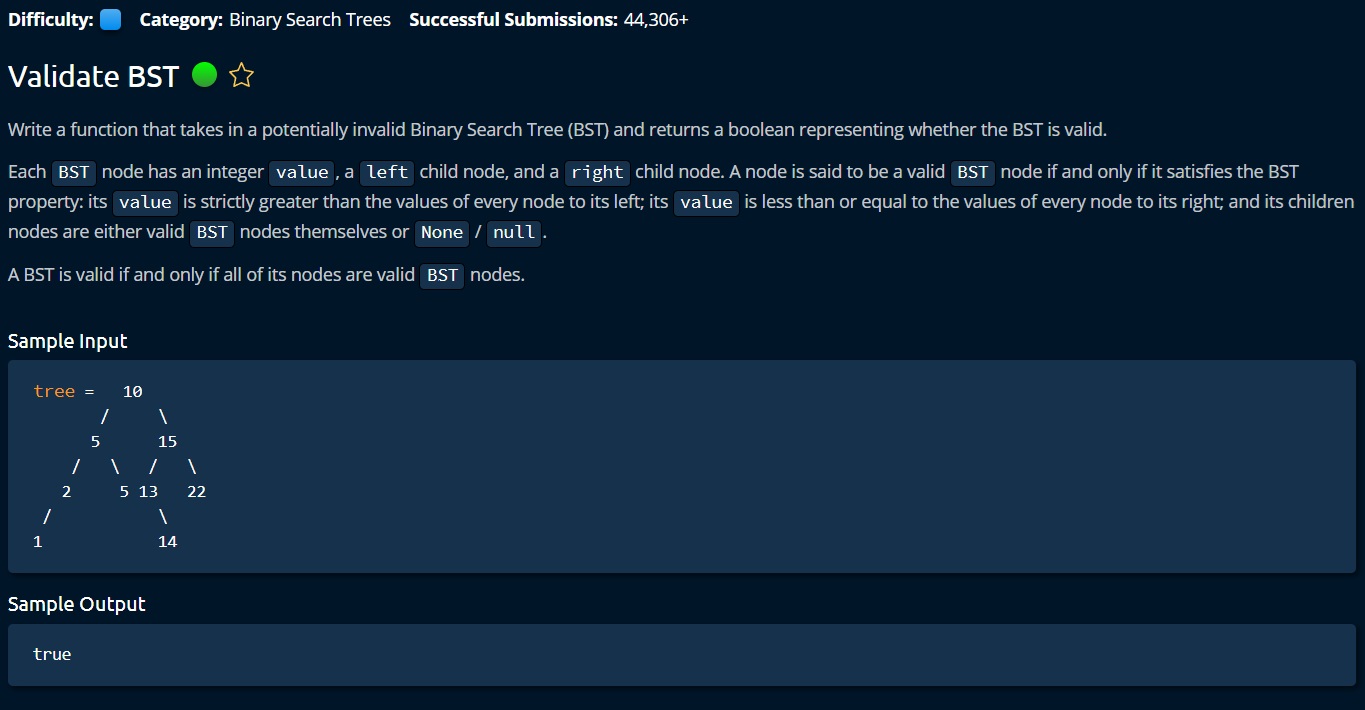 Difficulty: Category: Binary Search Trees Successful Submissions: 44,306+
Validate BST
Write a function that takes in a potentially invalid Binary Search Tree (BST) and returns a boolean representing whether the BST is valid.
Each BST node has an integer value , a left child node, and a right child node. A node is said to be a valid BST node if and only if it satisfies the BST
property: its value is strictly greater than the values of every node to its left; its value is less than or equal to the values of every node to its right; and its children
nodes are either valid BST nodes themselves or None / null .
A BST is valid if and only if all of its nodes are valid BST nodes.
Sample Input
tree =   10
       /     \
      5      15
    /   \   /   \
   2     5 13   22
 /           \
1            14
Sample Output
true